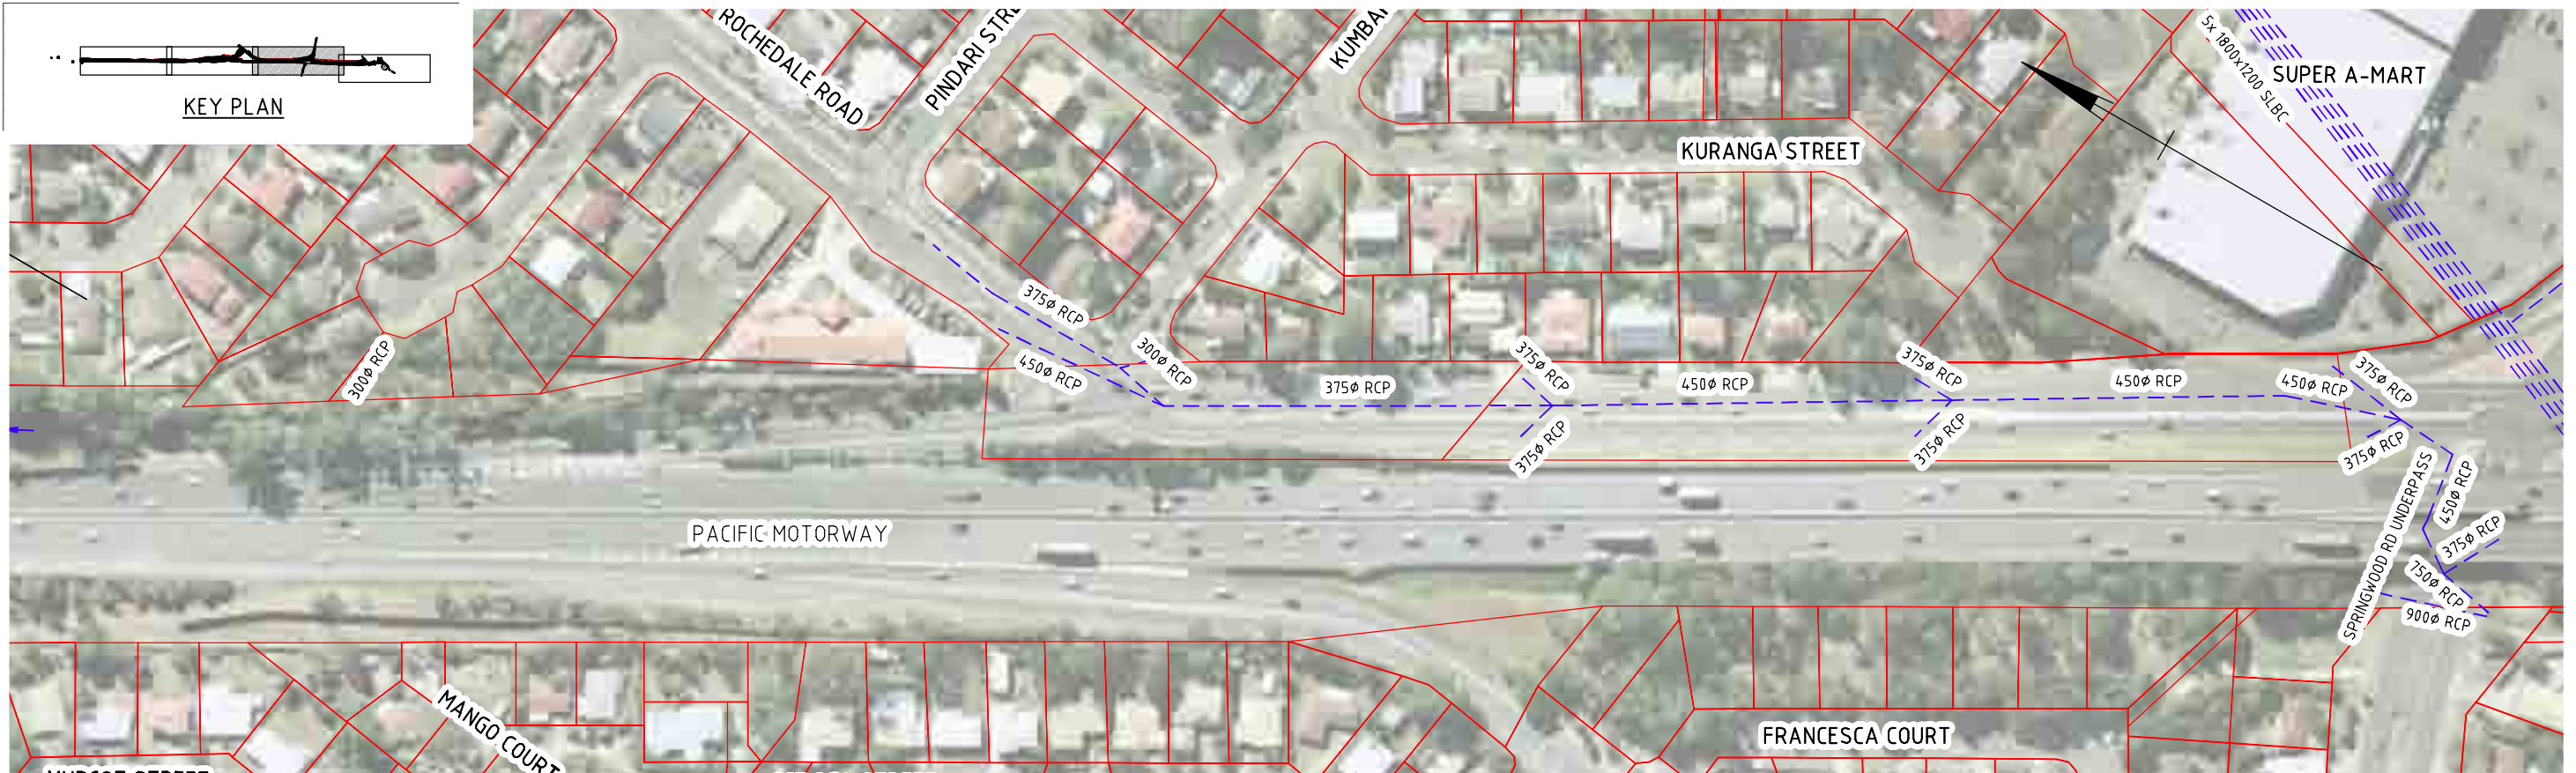 KEY PLAN
ROCHEDALE ROAD
PINDARI STRE
KUMBA
5x 1800x1200 SLBC
SUPER A-MART
KURANGA STREET
375ø RCP
300ø RCP
450ø RCP
300ø RCP
375ø RCP
375ø RCP
375ø RCP
450ø RCP
375ø RCP
375ø RCP
450ø RCP
450ø RCP
375ø RCP
375ø RCP
SPRINGWOOD RD UNDERPASS
450ø RCP
375ø RCP
750ø RCP
900ø RCP
PACIFIC MOTORWAY
MANGO COURT
FRANCESCA COURT